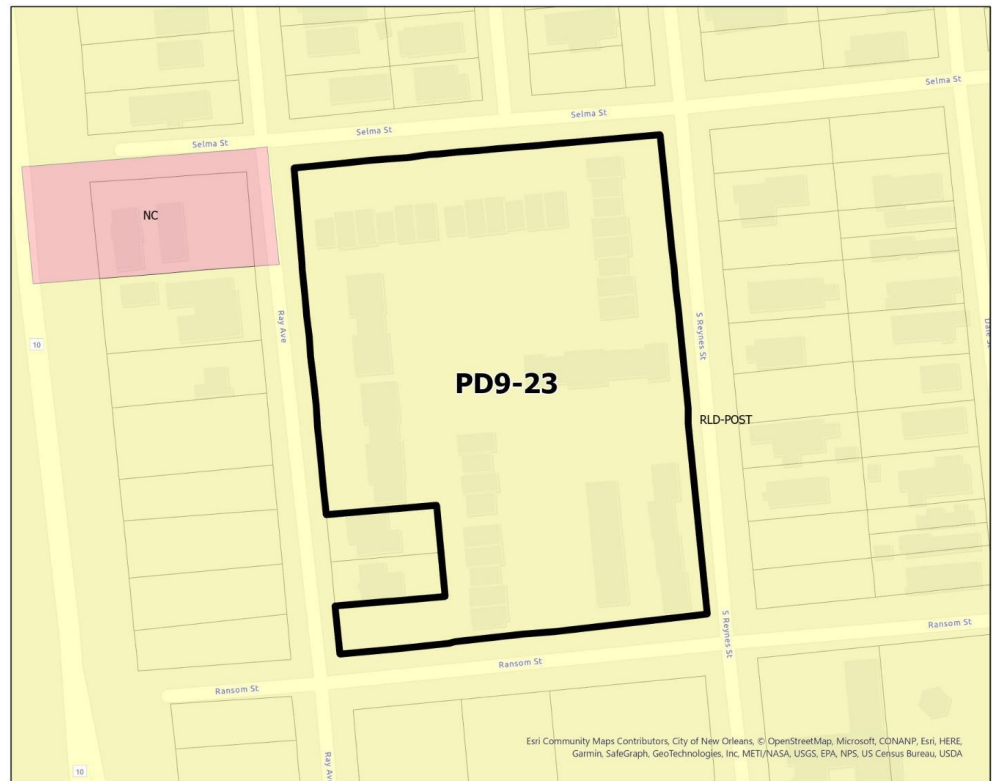 Selma St
Selma St
Selma St
Selma St
NC
Ray Ave
S Reynes St
10
PD9-23
RLD-POST
S Reynes St
Ransom St
Ransom St
Ransom St
Ray
10
Esri Community Maps Contributors, City of New Orleans, © OpenStreetMap, Microsoft, CONANP, Esri, HERE,
Garmin, SafeGraph, GeoTechnologies, Inc, METI/NASA, USGS, EPA, NPS, US Census Bureau, USDA